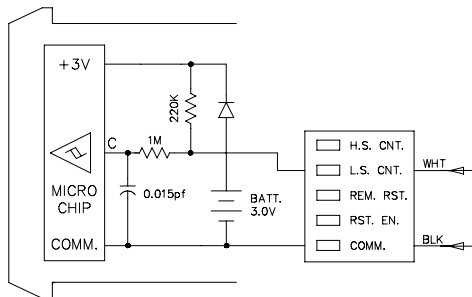 +3V
C
MICRO
CHIP
COMM.
1M
220K
0.015pf
BATT.
3.0V
H.S. CNT.
L.S. CNT.
REM. RST.
RST. EN.
COMM.
WHT
BLK